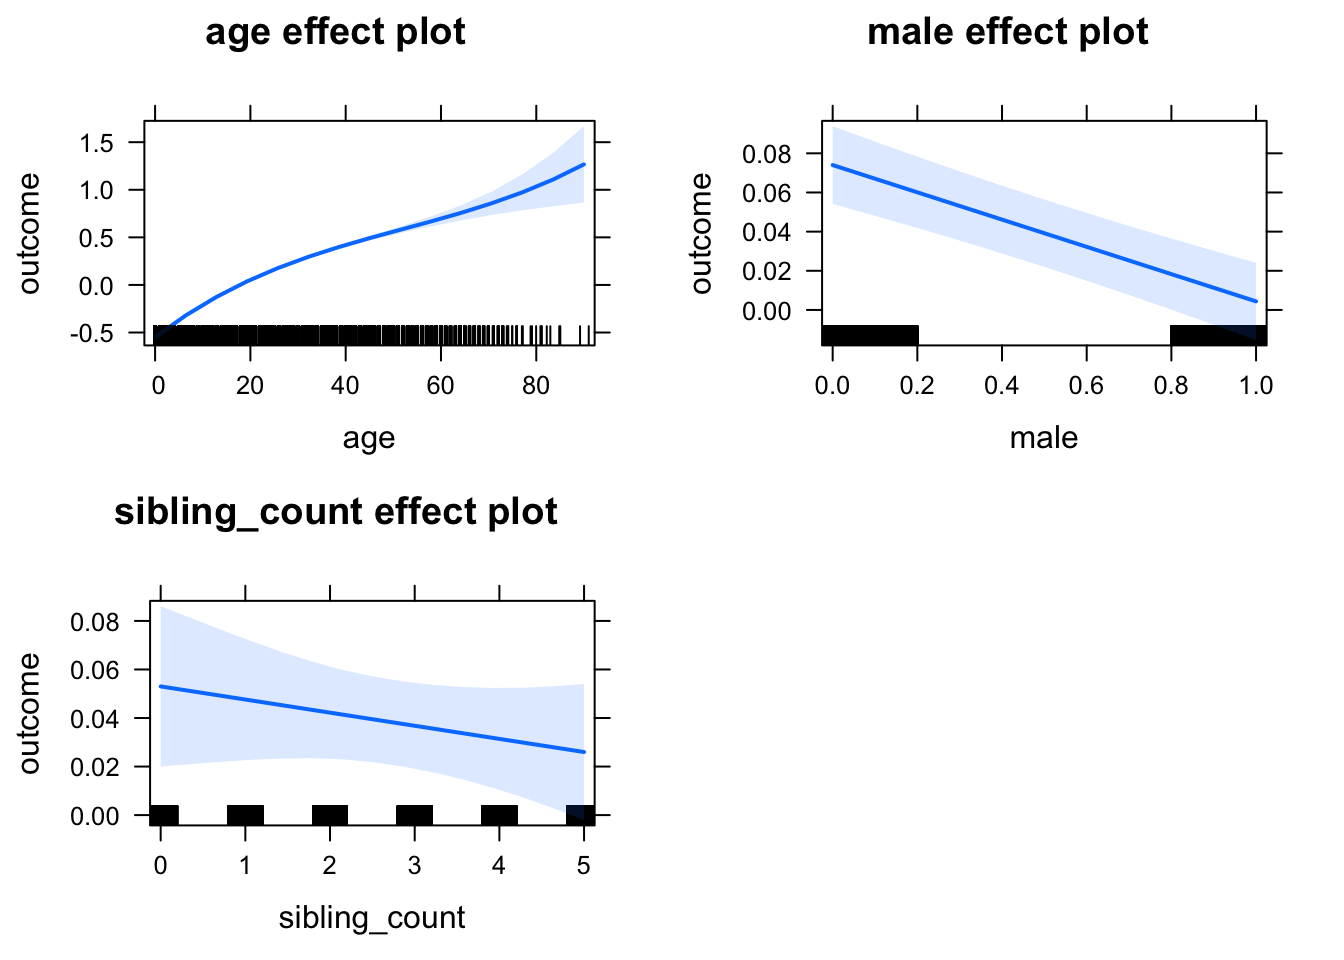 age effect plot
outcome
1.5
1.0
0.5
0.0
-0.5
0 20 40 60 80
age
male effect plot
outcome
0.08
0.06
0.04
0.02
0.00
0.0 0.2 0.4 0.6 0.8 1.0
male
sibling_count effect plot
outcome
0.08
0.06
0.04
0.02
0.00
0 1 2 3 4 5
sibling_count